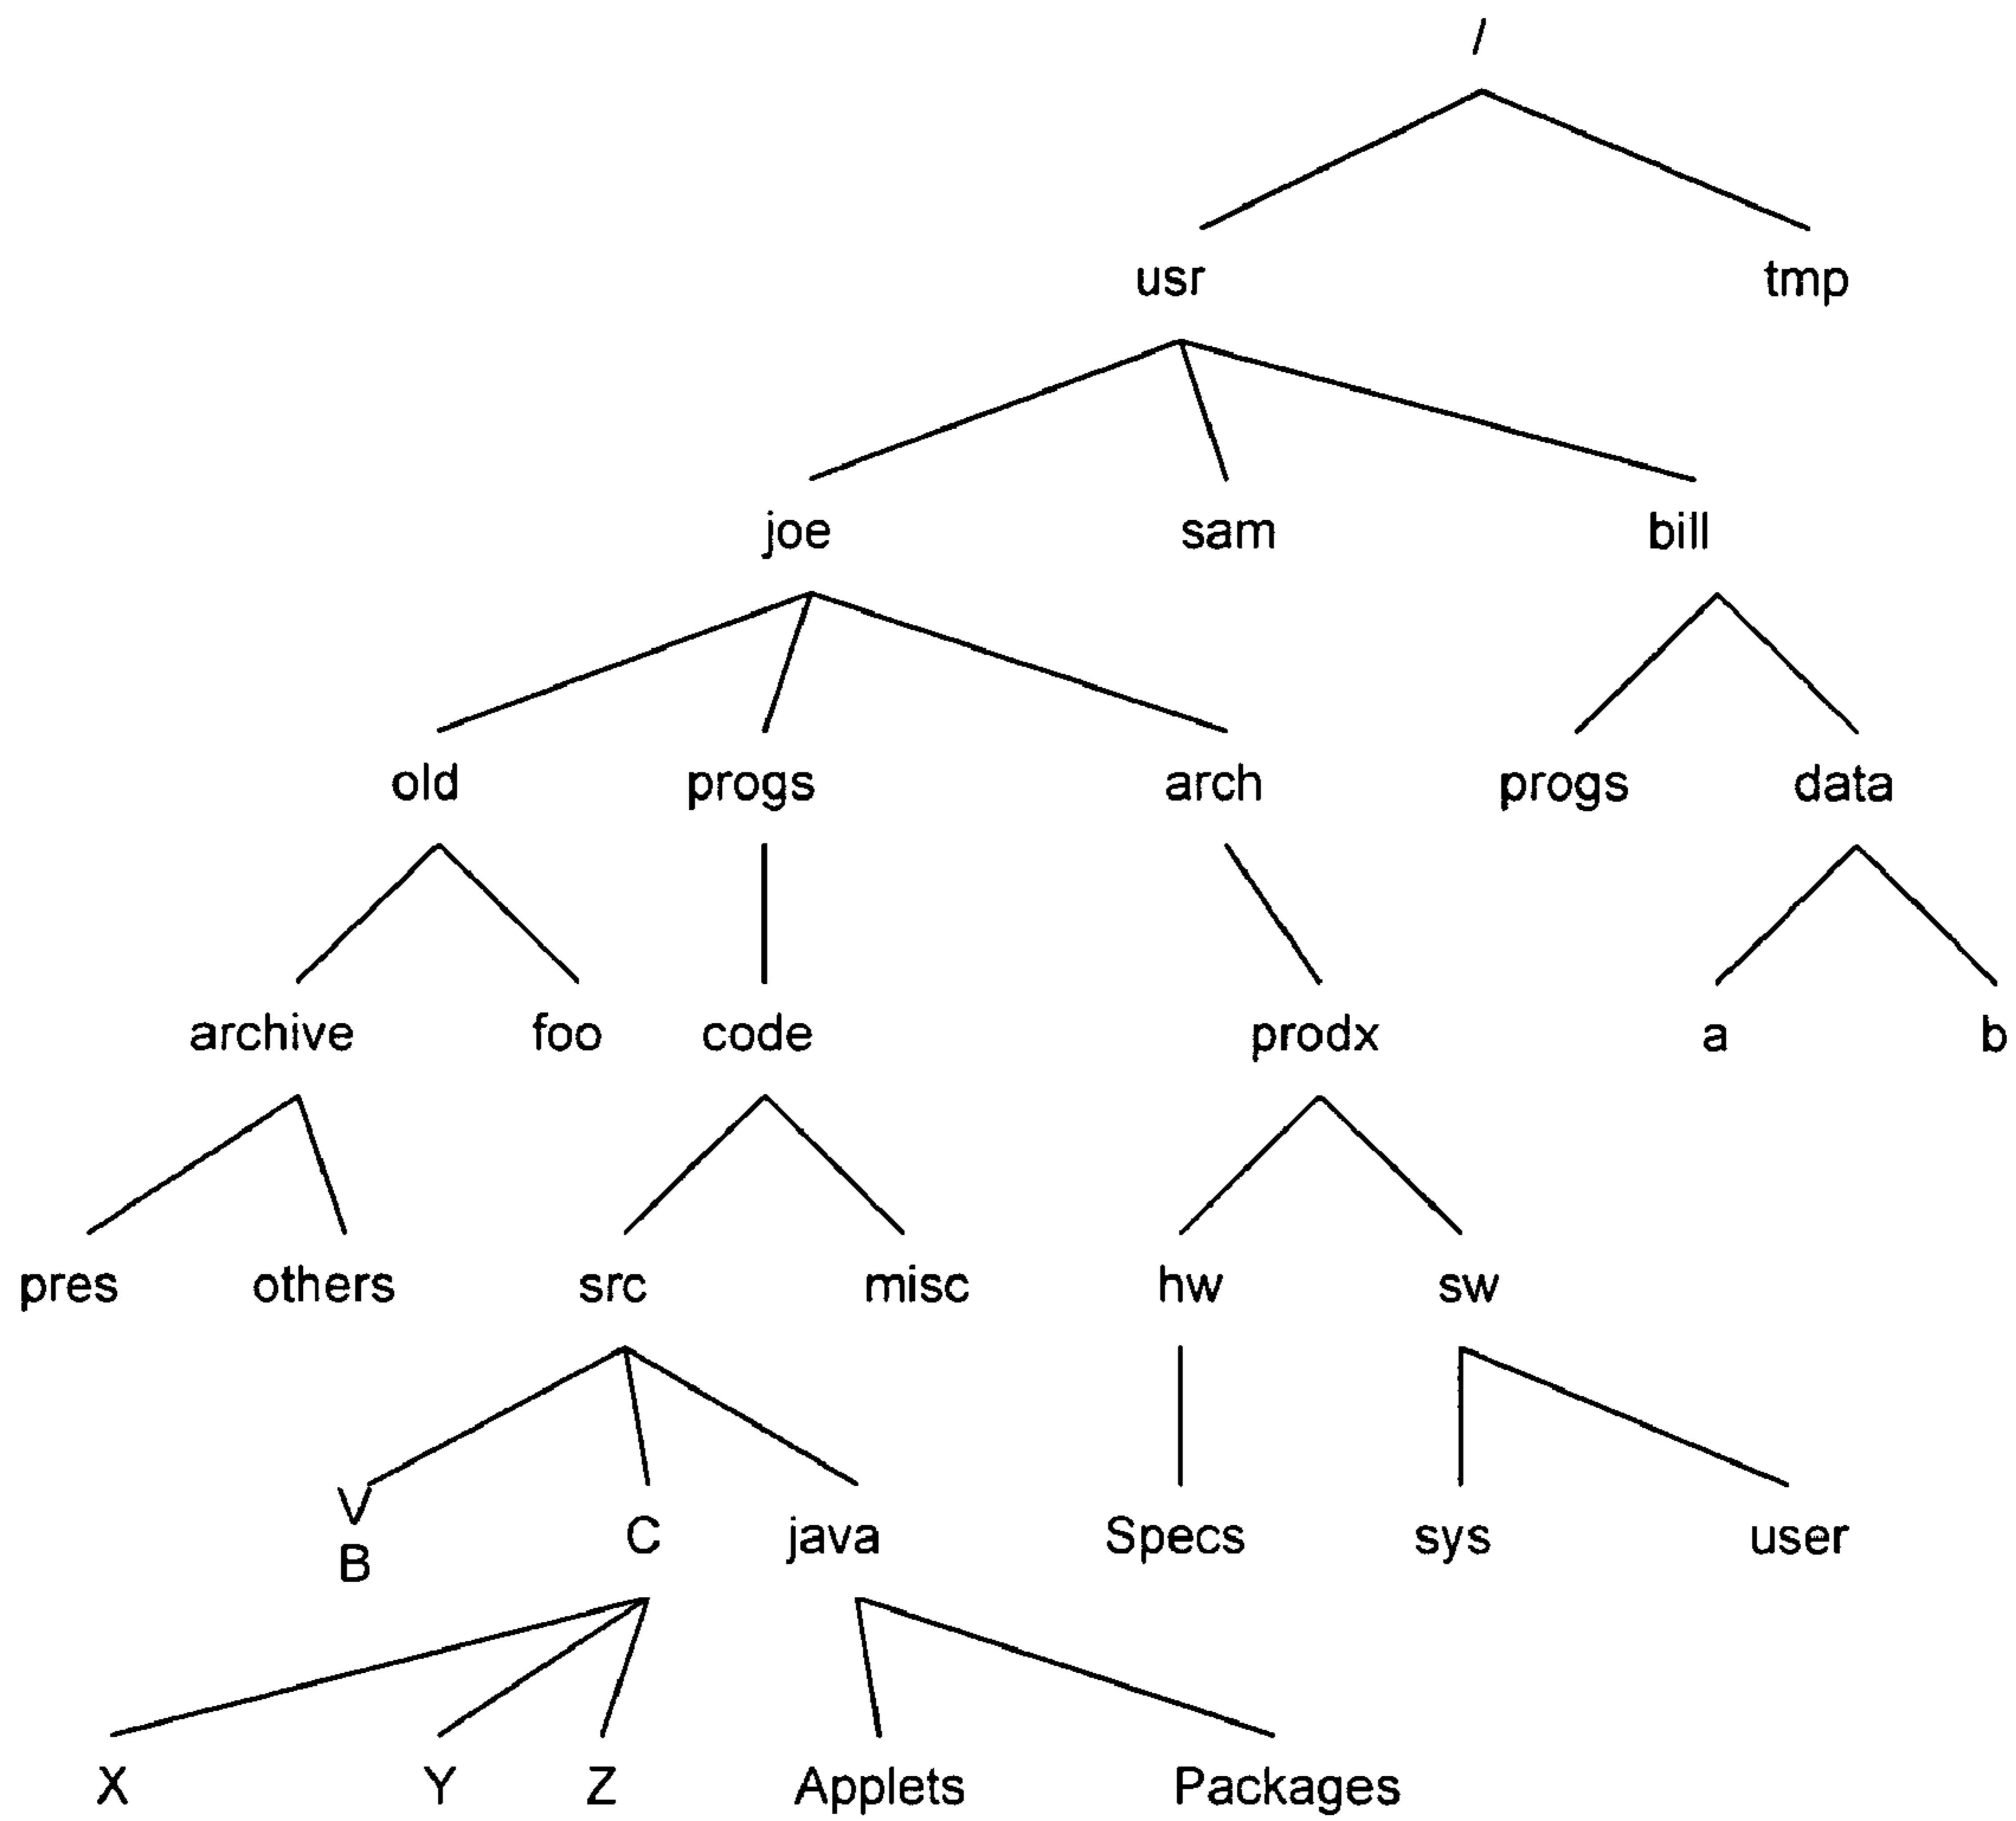 /
usr tmp
joe sam bill
old progs arch progs data
archive foo code prodx a b
pres others src misc hw sw
V
B C java Specs sys user
X Y Z Applets Packages